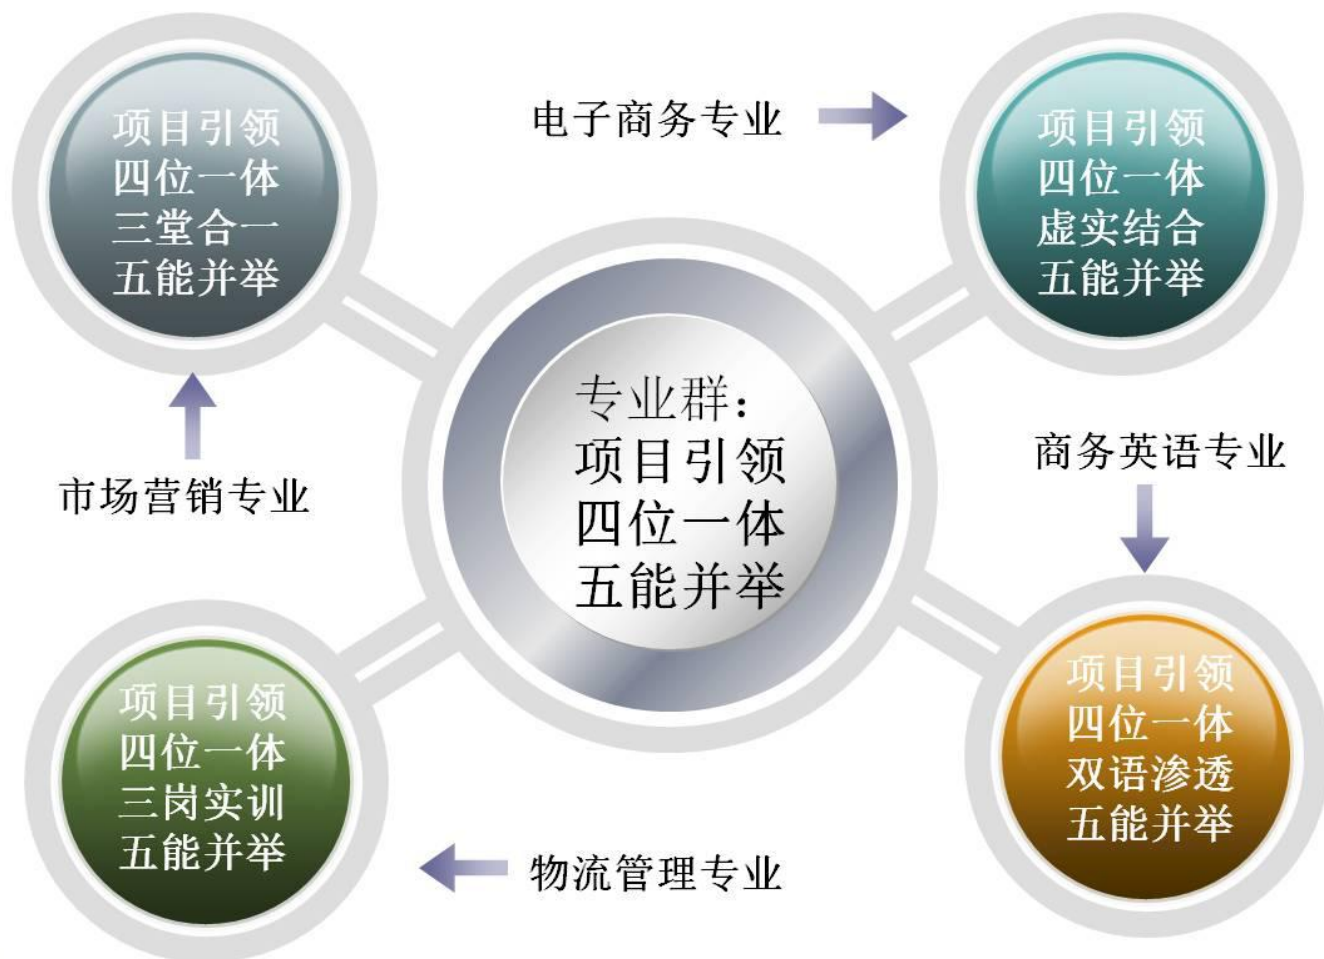 项目引领
四位一体
三堂合一
五能并举
市场营销专业
电子商务专业
项目引领
四位一体
虚实结合
五能并举
专业群：
项目引领
四位一体
五能并举
商务英语专业
项目引领
四位一体
双语渗透
五能并举
项目引领
四位一体
三岗实训
五能并举
物流管理专业